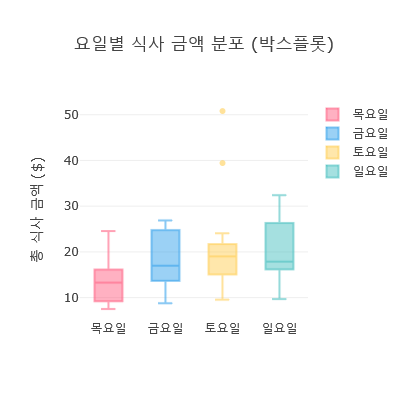 요일별 식사 금액 분포 (박스플롯)
총 식사 금액 ($)
50
40
30
20
10
목요일
금요일
토요일
일요일
목요일
금요일
토요일
일요일